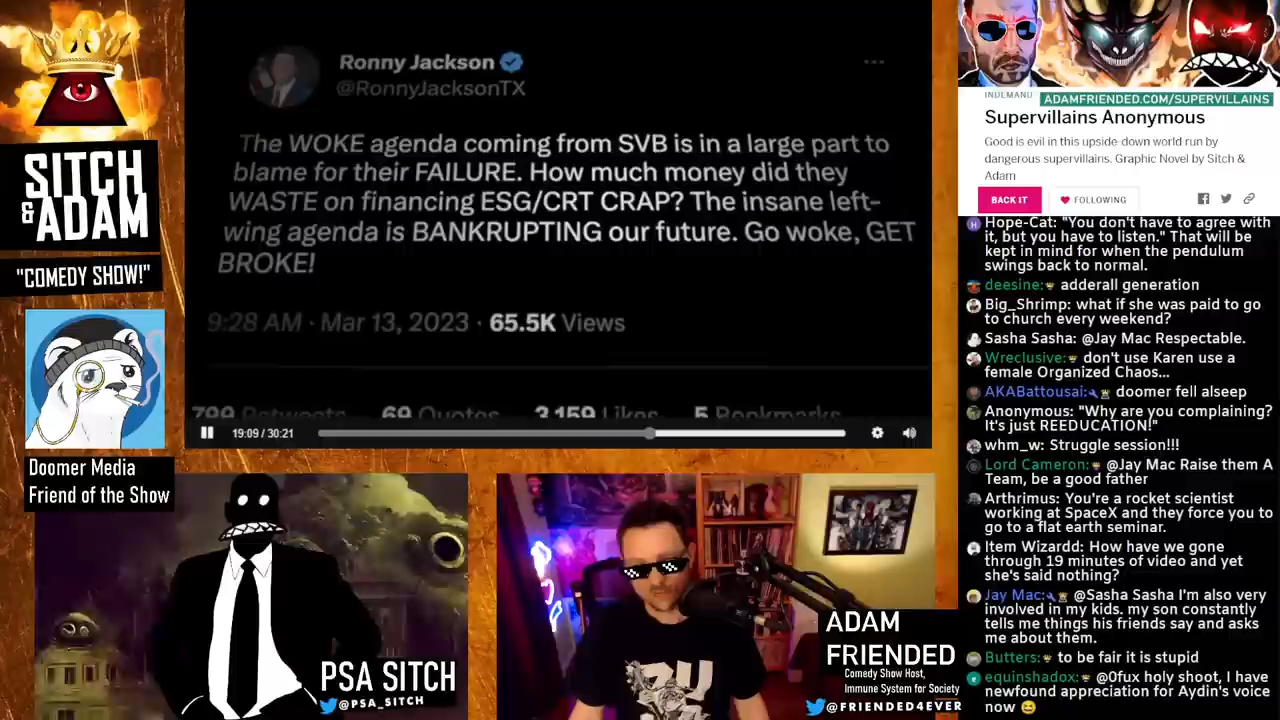 SITCH
& ADAM
"COMEDY SHOW!"
Doomer Media
Friend of the Show
Ronny Jackson
@RonnyJacksonTX
The WOKE agenda coming from SVB is in a large part to
blame for their FAILURE. How much money did they
WASTE on financing ESG/CRT CRAP? The insane left-
wing agenda is BANKRUPTING our future. Go woke, GET
BROKE!
9:28 AM · Mar 13, 2023 · 65.5K Views
799 Retweets 69 Quotes 3,159 Likes 5 Bookmarks
19:09 / 30:21
PSA SITCH
@PSA_SITCH
ADAM
FRIENDED
Comedy Show Host,
Immune System for Society
@FRIENDED4EVER
INDEMAND
ADAMFRIENDED.COM/SUPERVILLAINS
Supervillains Anonymous
Good is evil in this upside-down world run by
dangerous supervillains. Graphic Novel by Sitch &
Adam
BACK IT
FOLLOWING
H
Hope-Cat: "You don't have to agree with
it, but you have to listen." That will be
kept in mind for when the pendulum
swings back to normal.
deesine: adderall generation
Big_Shrimp: what if she was paid to go
to church every weekend?
Sasha Sasha: @Jay Mac Respectable.
Wreclusive: don't use Karen use a
female Organized Chaos...
AKABattousai: doomer fell alseep
Anonymous: "Why are you complaining?
It's just REEDUCATION!"
whm_w: Struggle session!!!
Lord Cameron: @Jay Mac Raise them A
Team, be a good father
Arthrimus: You're a rocket scientist
working at SpaceX and they force you to
go to a flat earth seminar.
Item Wizardd: How have we gone
through 19 minutes of video and yet
she's said nothing?
Jay Mac: @Sasha Sasha I'm also very
involved in my kids. my son constantly
tells me things his friends say and asks
me about them.
Butters: to be fair it is stupid
e
equinshadox: @0fux holy shoot, I have
newfound appreciation for Aydin's voice
now 😆